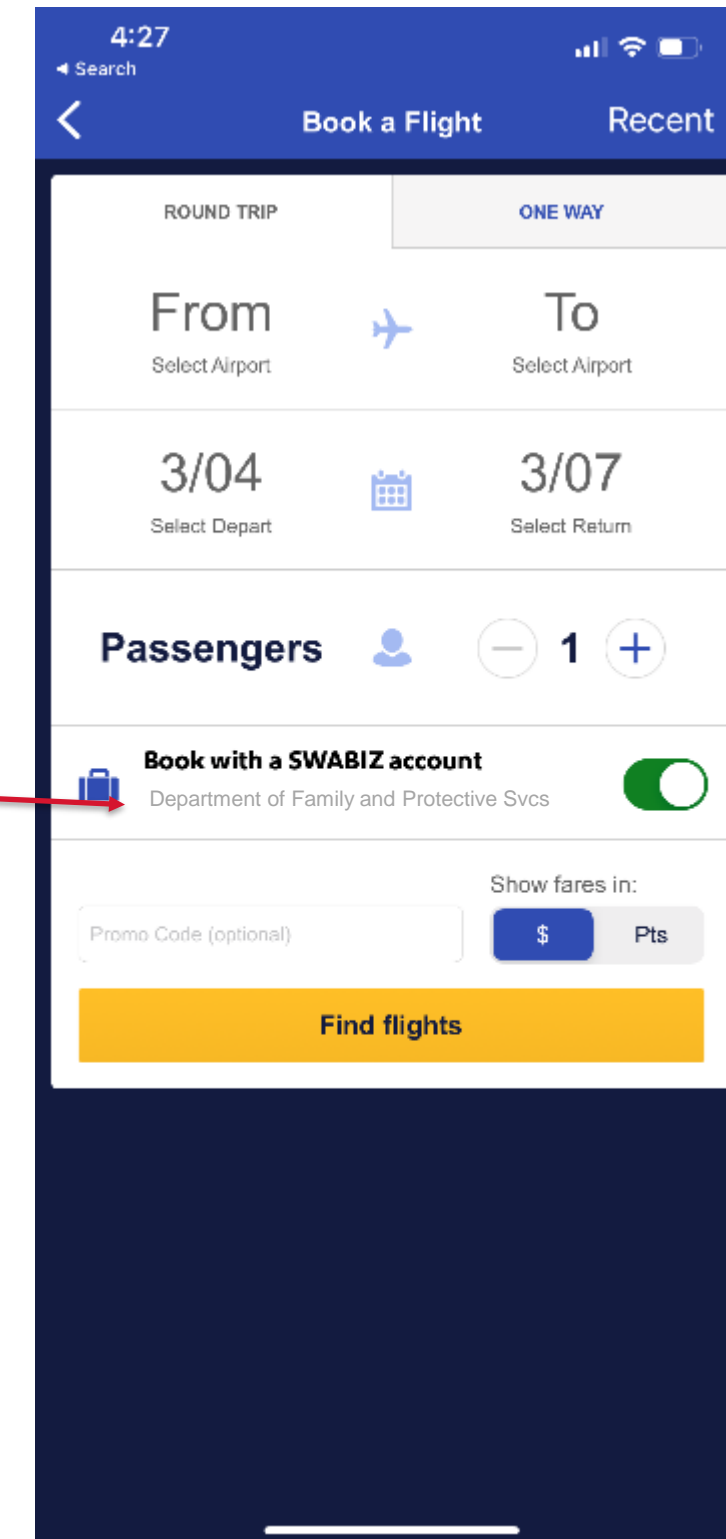 4:27
Search
Book a Flight Recent
ROUND TRIP ONE WAY
From To
Select Airport Select Airport
3/04 3/07
Select Depart Select Return
Passengers 1
Book with a SWABIZ account
Department of Family and Protective Svcs
Show fares in:
Promo Code (optional) $ Pts
Find flights